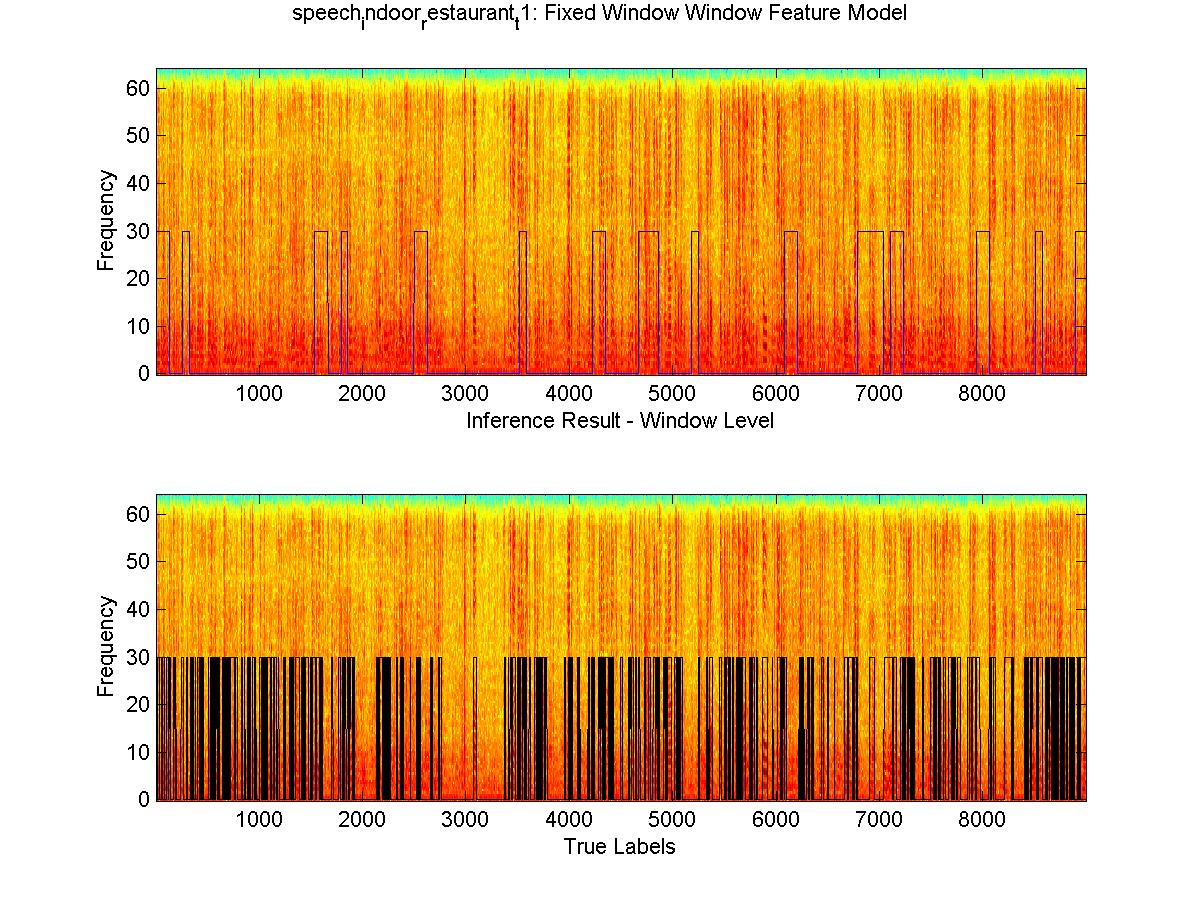 speech_indoor_restaurant_t1: Fixed Window Window Feature Model
60
50
40
30
20
10
0
Frequency
1000 2000 3000 4000 5000 6000 7000 8000
Inference Result - Window Level
60
50
40
30
20
10
0
Frequency
1000 2000 3000 4000 5000 6000 7000 8000
True Labels